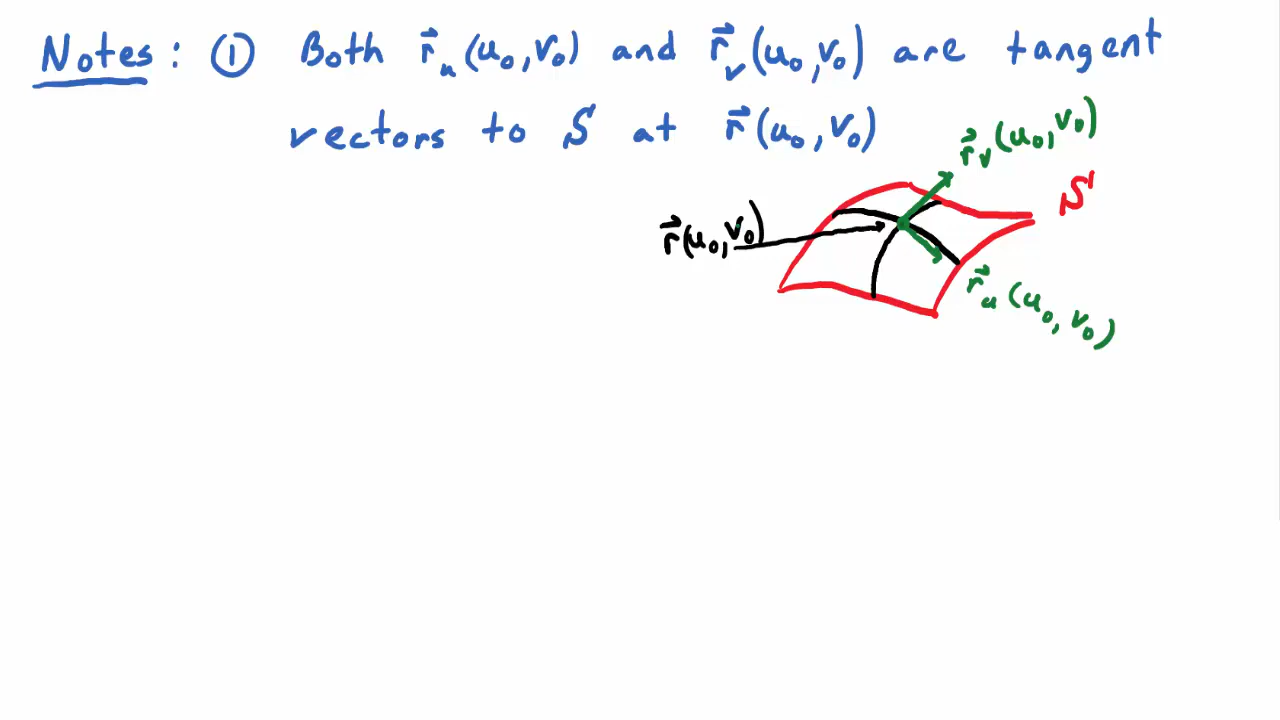 Notes: ① Both r⃗ᵤ(u₀,v₀) and r⃗ᵥ(u₀,v₀) are tangent
vectors to S at r⃗(u₀,v₀)
r⃗ᵥ(u₀,v₀)
S
r⃗(u₀,v₀)
r⃗ᵤ(u₀,v₀)